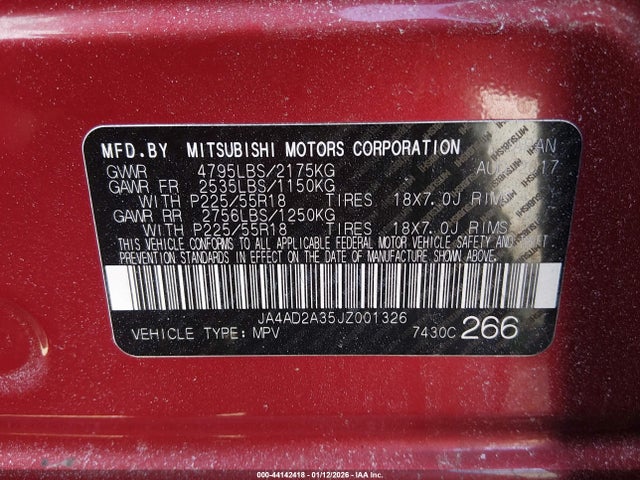 MFD.BY MITSUBISHI MOTORS CORPORATION
GVWR 4795LBS/2175KG 17
GAWR FR 2535LBS/1150KG
WITH P225/55R18 TIRES 18X7.0J RIMS
GAWR RR 2756LBS/1250KG
WITH P225/55R18 TIRES 18X7.0J RIMS
THIS VEHICLE CONFORMS TO ALL APPLICABLE FEDERAL MOTOR VEHICLE SAFETY AND THEFT
PREVENTION STANDARDS IN EFFECT ON THE DATE OF MANUFACTURE SHOWN ABOVE.
JA4AD2A35JZ001326
VEHICLE TYPE:MPV 7430C 266
000-44142418 - 01/12/2026 - IAA Inc.